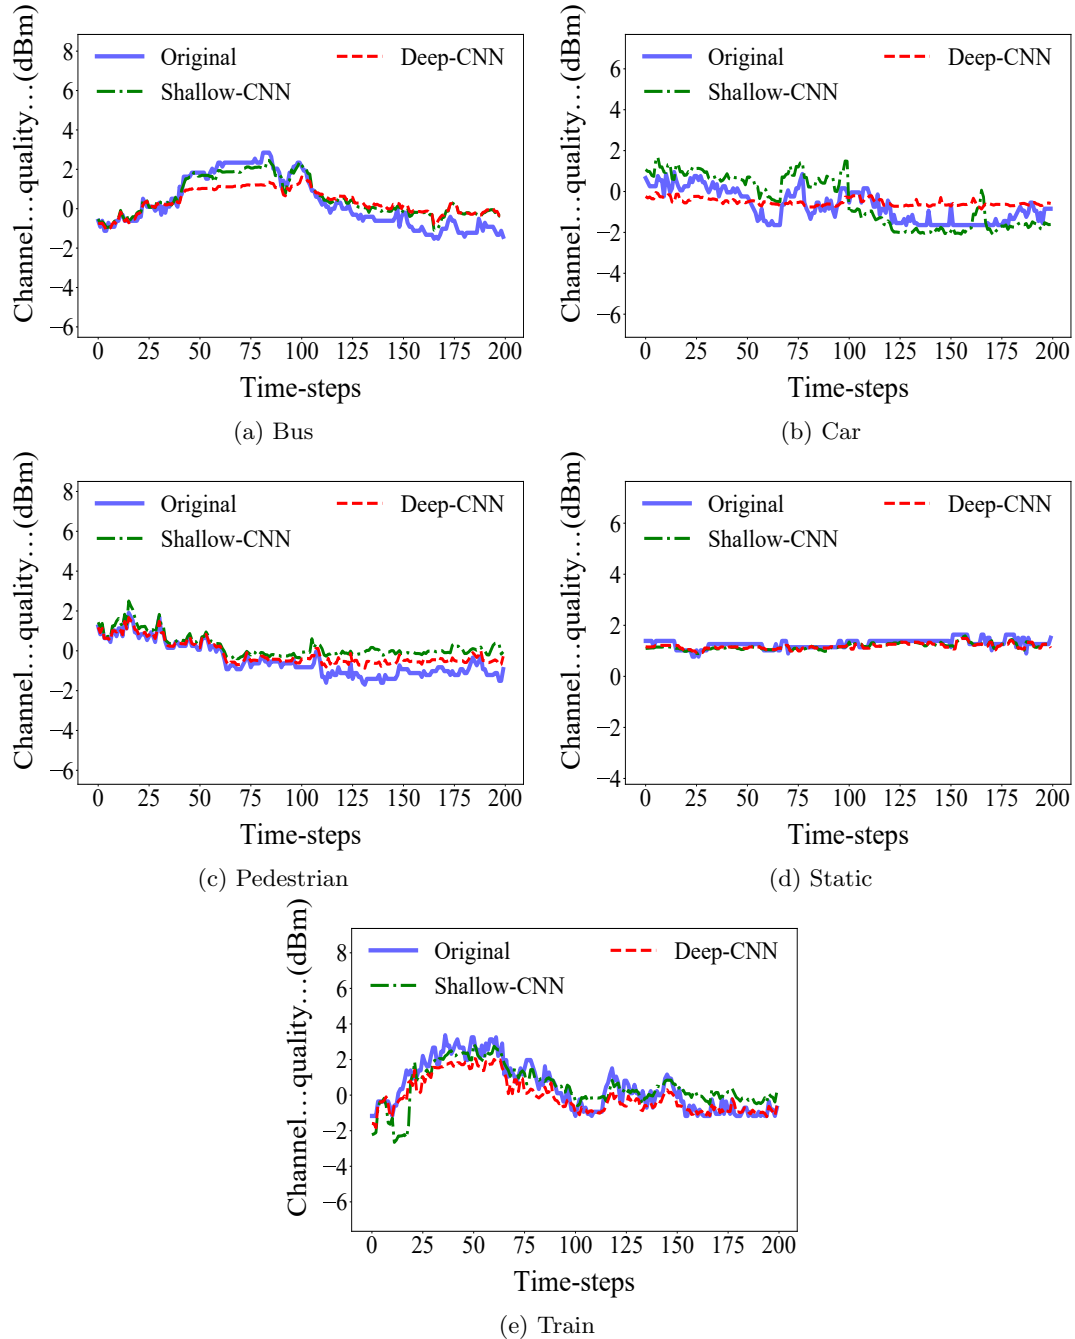 Channel...quality...(dBm)
8
6
4
2
0
−2
−4
−6
Original
Deep-CNN
Shallow-CNN
0 25 50 75 100 125 150 175 200
Time-steps
(a) Bus
Channel...quality...(dBm)
6
4
2
0
−2
−4
−6
Original
Deep-CNN
Shallow-CNN
0 25 50 75 100 125 150 175 200
Time-steps
(b) Car
Channel...quality...(dBm)
8
6
4
2
0
−2
−4
−6
Original
Deep-CNN
Shallow-CNN
0 25 50 75 100 125 150 175 200
Time-steps
(c) Pedestrian
Channel...quality...(dBm)
6
4
2
0
−2
−4
Original
Deep-CNN
Shallow-CNN
0 25 50 75 100 125 150 175 200
Time-steps
(d) Static
Channel...quality...(dBm)
8
6
4
2
0
−2
−4
−6
Original
Deep-CNN
Shallow-CNN
0 25 50 75 100 125 150 175 200
Time-steps
(e) Train